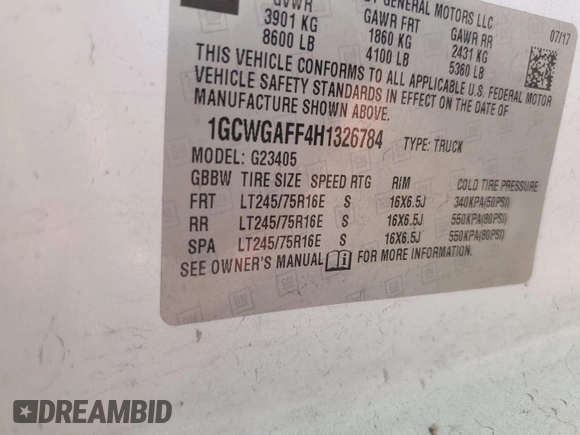 BY GENERAL MOTORS LLC
GVWR GAWR FRT GAWR RR 07/17
3901 KG 1860 KG 2431 KG
8600 LB 4100 LB 5360 LB
THIS VEHICLE CONFORMS TO ALL APPLICABLE U.S. FEDERAL MOTOR
VEHICLE SAFETY STANDARDS IN EFFECT ON THE DATE OF
MANUFACTURE SHOWN ABOVE.
1GCWGAFF4H1326784 TYPE: TRUCK
MODEL: G23405
GBBW TIRE SIZE SPEED RTG RIM COLD TIRE PRESSURE
FRT LT245/75R16E S 16X6.5J 340KPA(50PSI)
RR LT245/75R16E S 16X6.5J 550KPA(80PSI)
SPA LT245/75R16E S 16X6.5J 550KPA(80PSI)
SEE OWNER'S MANUAL FOR MORE INFORMATION.
DREAMBID